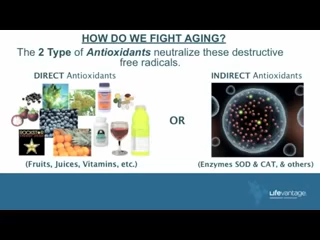 HOW DO WE FIGHT AGING?
The 2 Type of Antioxidants neutralize these destructive
free radicals.
DIRECT Antioxidants
INDIRECT Antioxidants
ROCKSTAR
OR
(Fruits, Juices, Vitamins, etc.)
(Enzymes SOD & CAT, & others)
Lifevantage